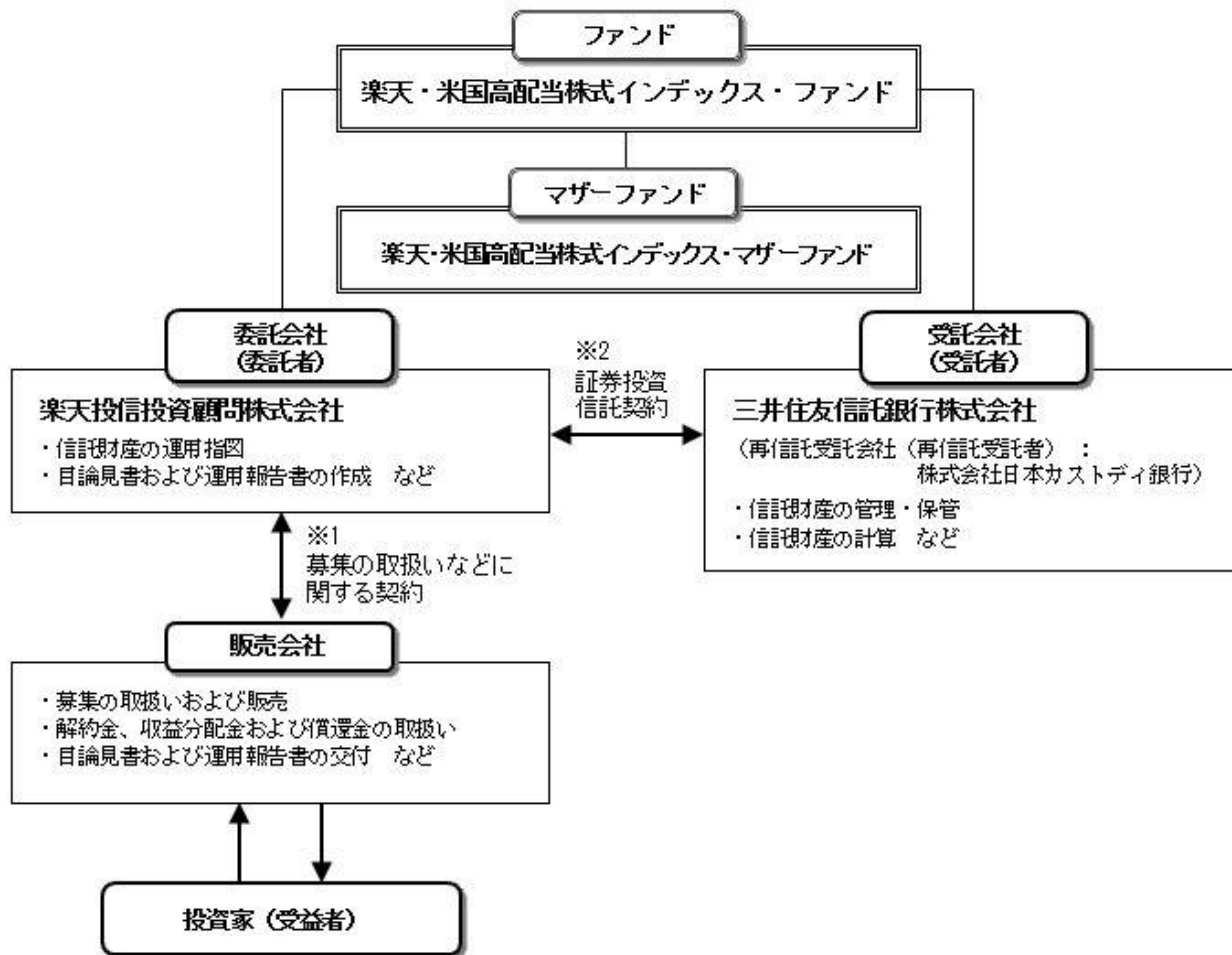 ファンド
楽天・米国高配当株式インデックス・ファンド
マザーファンド
楽天・米国高配当株式インデックス・マザーファンド
委託会社
(委託者)
楽天投信投資顧問株式会社
・信託財産の運用指図
・目論見書および運用報告書の作成　など
※2
証券投資
信託契約
受託会社
(受託者)
三井住友信託銀行株式会社
（再信託受託会社（再信託受託者）：
株式会社日本カストディ銀行）
・信託財産の管理・保管
・信託財産の計算　など
※1
募集の取扱いなどに
関する契約
販売会社
・募集の取扱いおよび販売
・解約金、収益分配金および償還金の取扱い
・目論見書および運用報告書の交付　など
投資家（受益者）